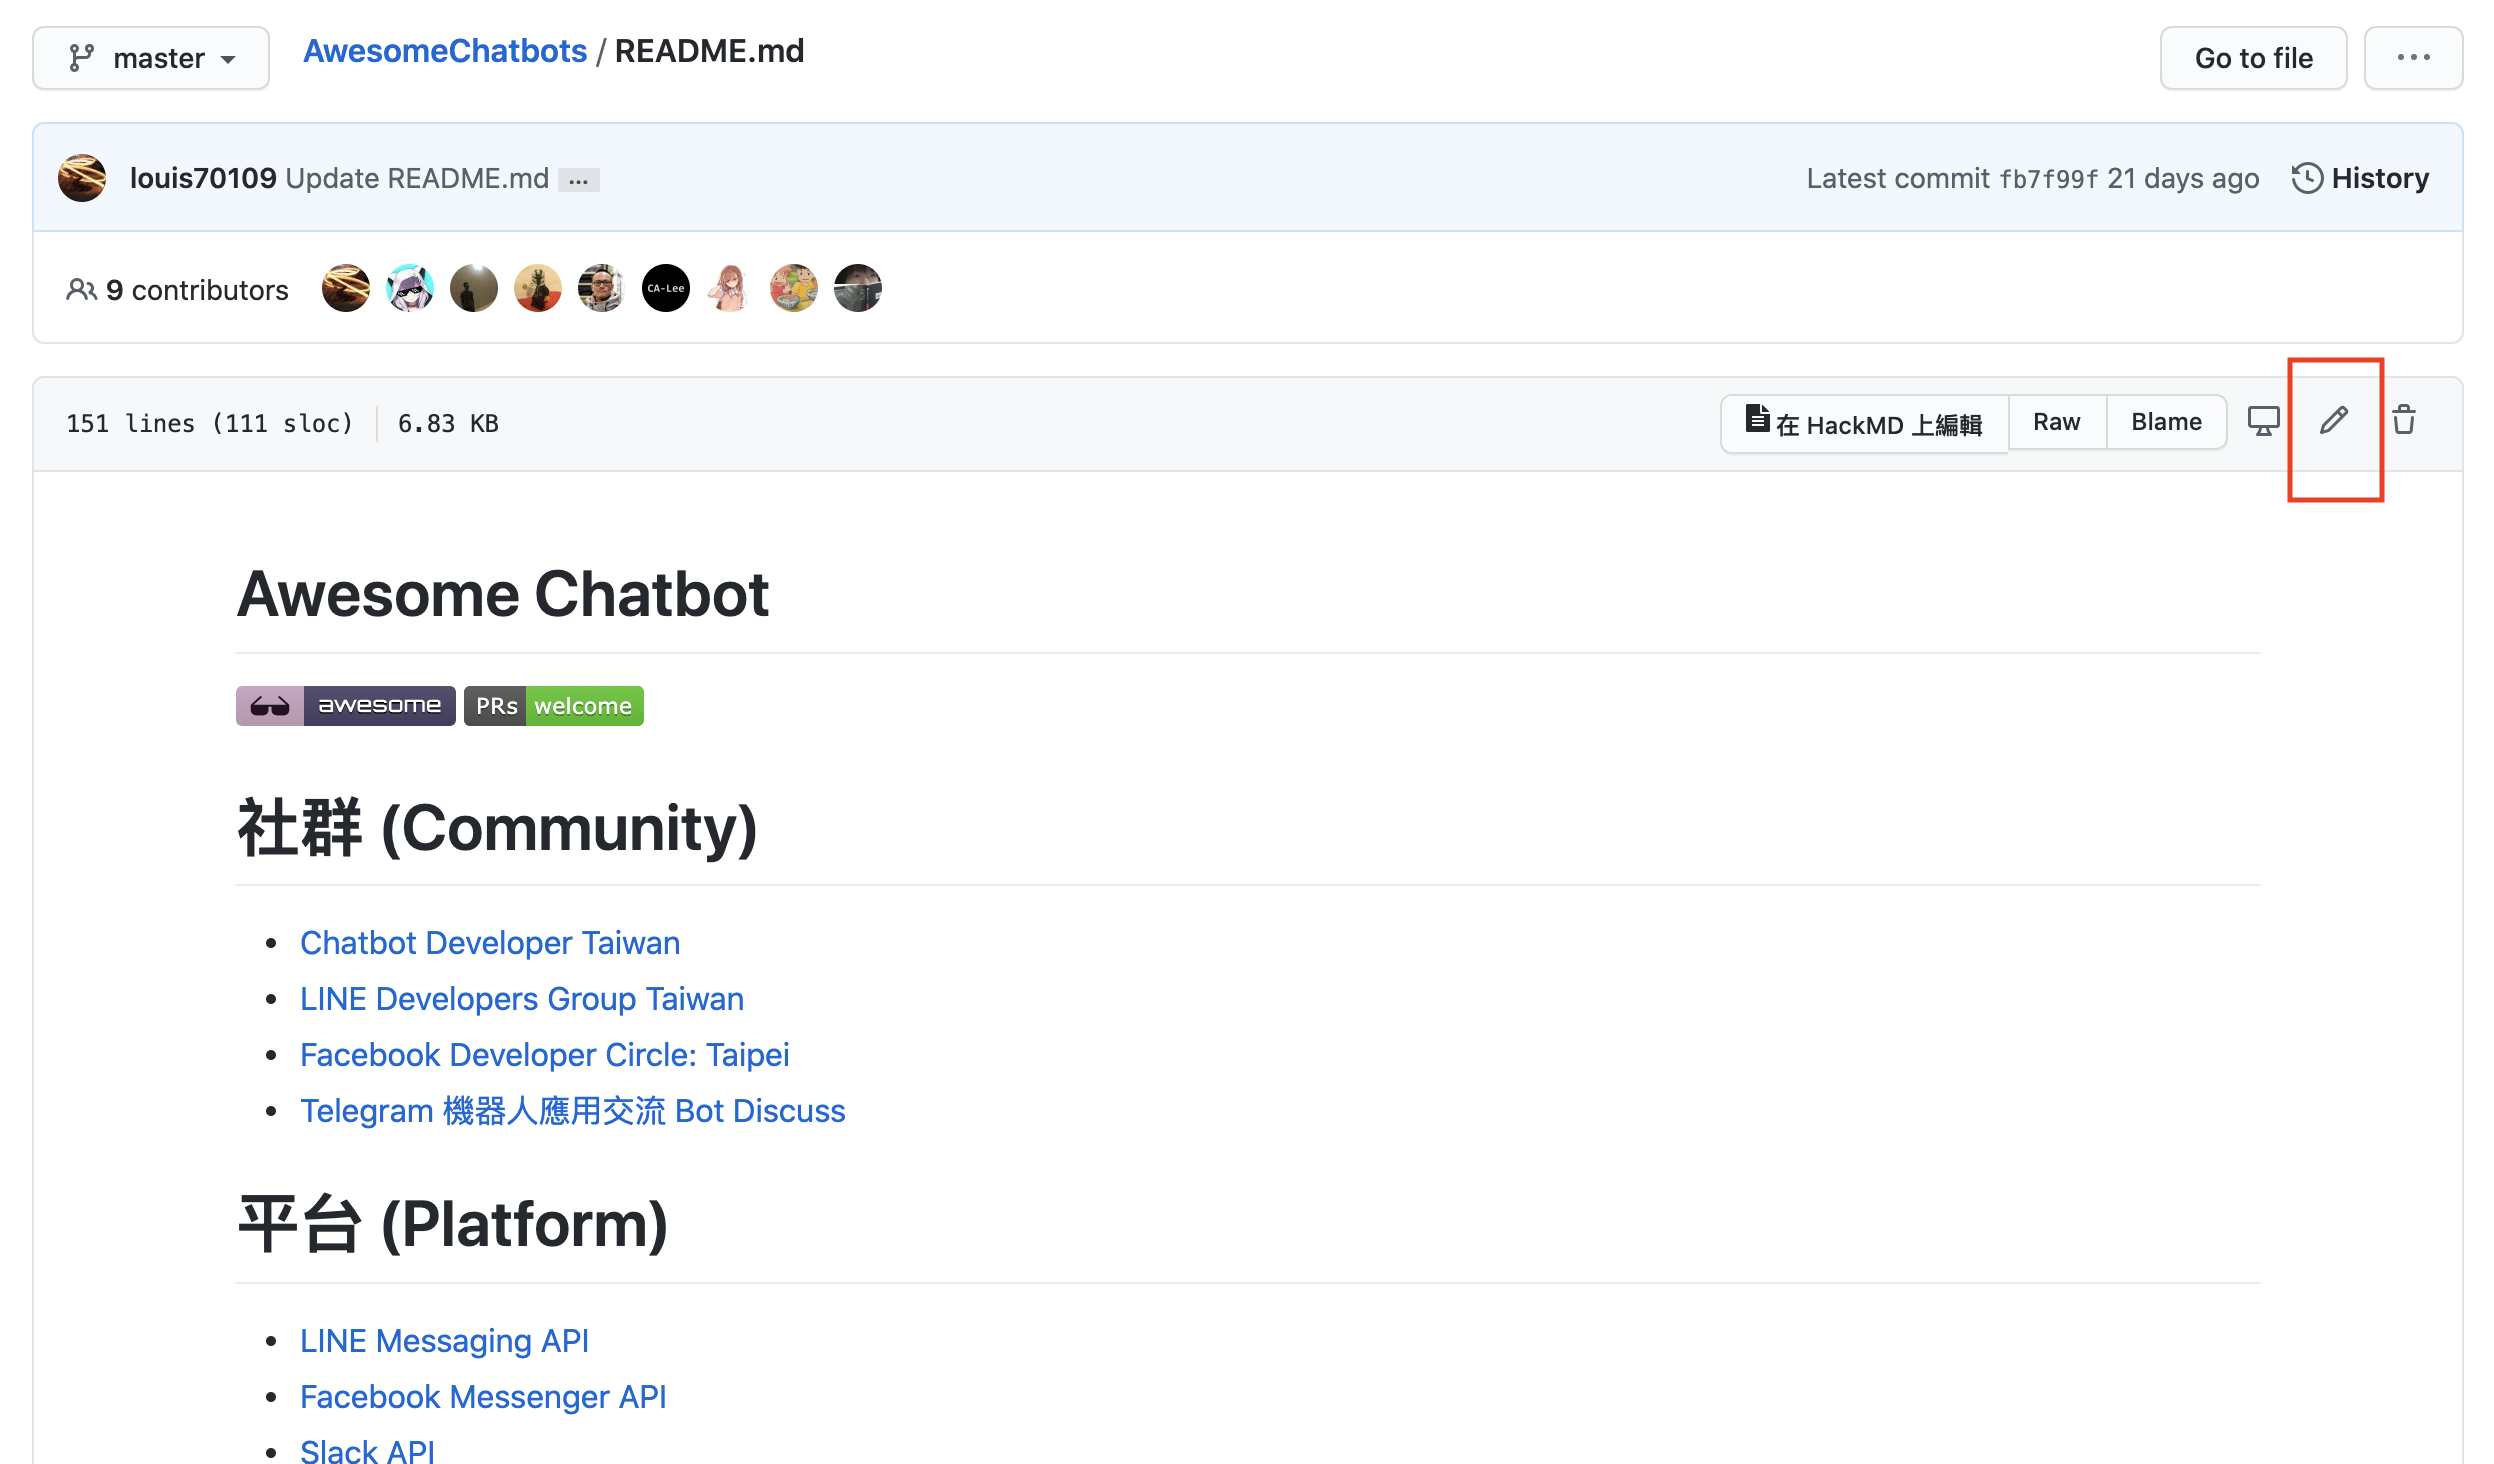 master
AwesomeChatbots / README.md
Go to file
...
louis70109 Update README.md ...
Latest commit fb7f99f 21 days ago
History
9 contributors
CA-Lee
151 lines (111 sloc)
6.83 KB
在 HackMD 上編輯
Raw
Blame
Awesome Chatbot
awesome
PRs welcome
社群 (Community)
Chatbot Developer Taiwan
LINE Developers Group Taiwan
Facebook Developer Circle: Taipei
Telegram 機器人應用交流 Bot Discuss
平台 (Platform)
LINE Messaging API
Facebook Messenger API
Slack API